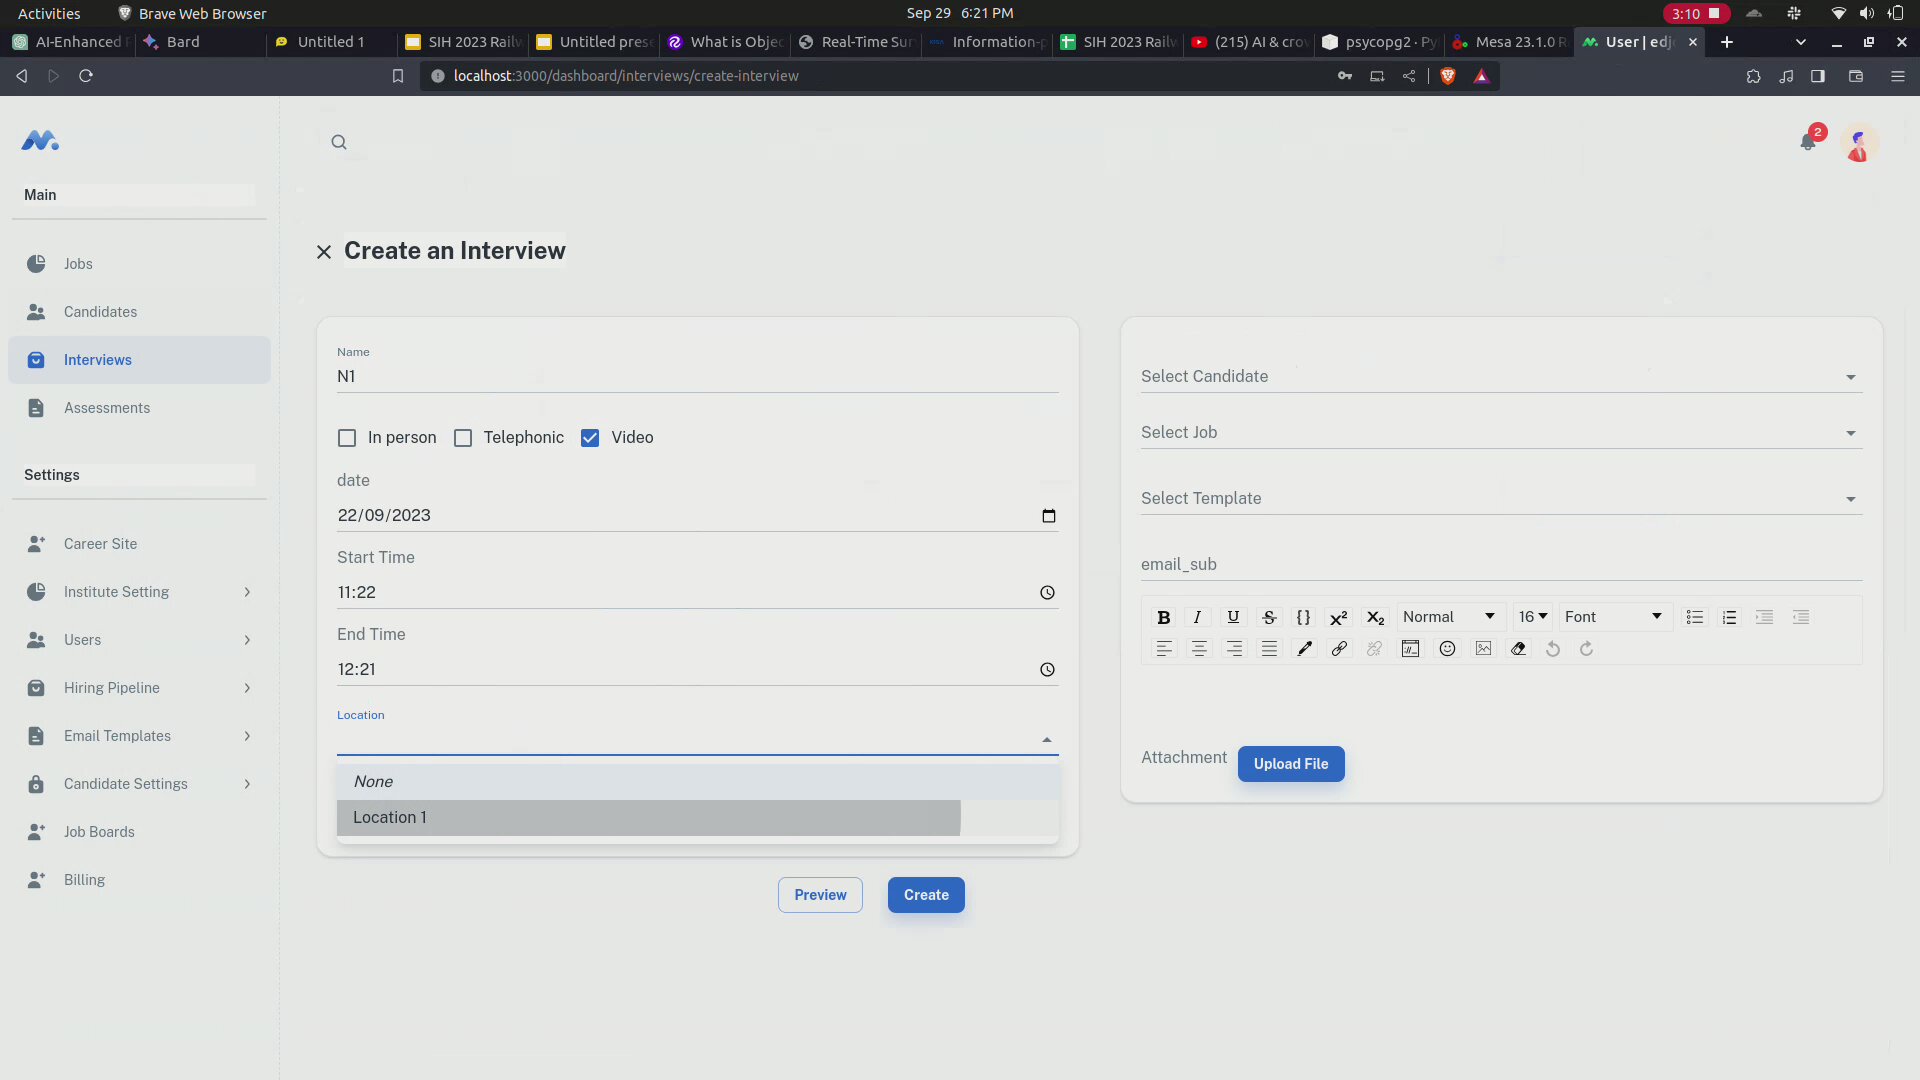 Activities
Brave Web Browser
Sep 29 6:21 PM
3:10
AI-Enhanced
Bard
Untitled 1
SIH 2023 Railw
Untitled prese
What is Objec
Real-Time Sur
Information-p
SIH 2023 Railw
(215) AI & crow
psycopg2 · Py
Mesa 23.1.0 R
User | edj
localhost:3000/dashboard/interviews/create-interview
2
Main
Jobs
Candidates
Interviews
Assessments
Settings
Career Site
Institute Setting
Users
Hiring Pipeline
Email Templates
Candidate Settings
Job Boards
Billing
Create an Interview
Name
N1
In person
Telephonic
Video
date
22/09/2023
Start Time
11:22
End Time
12:21
Location
None
Location 1
Select Candidate
Select Job
Select Template
email_sub
B I U S {} X² X₂ Normal 16 Font
Attachment
Upload File
Preview
Create